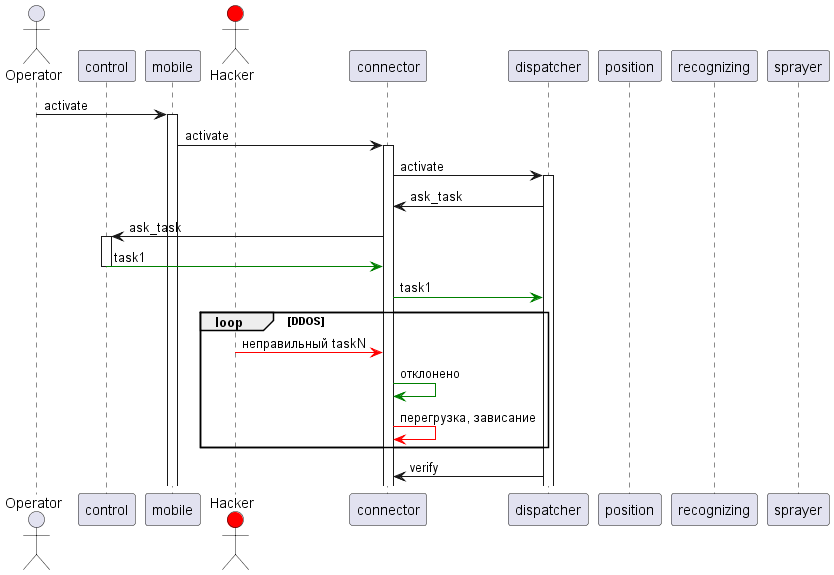 Operator
control
mobile
Hacker
connector
dispatcher
position
recognizing
sprayer
activate
activate
activate
ask_task
ask_task
task1
task1
loop [DDOS]
неправильный taskN
отклонено
перегрузка, зависание
verify
Operator
control
mobile
Hacker
connector
dispatcher
position
recognizing
sprayer